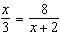 x/3 = 8/(x + 2)